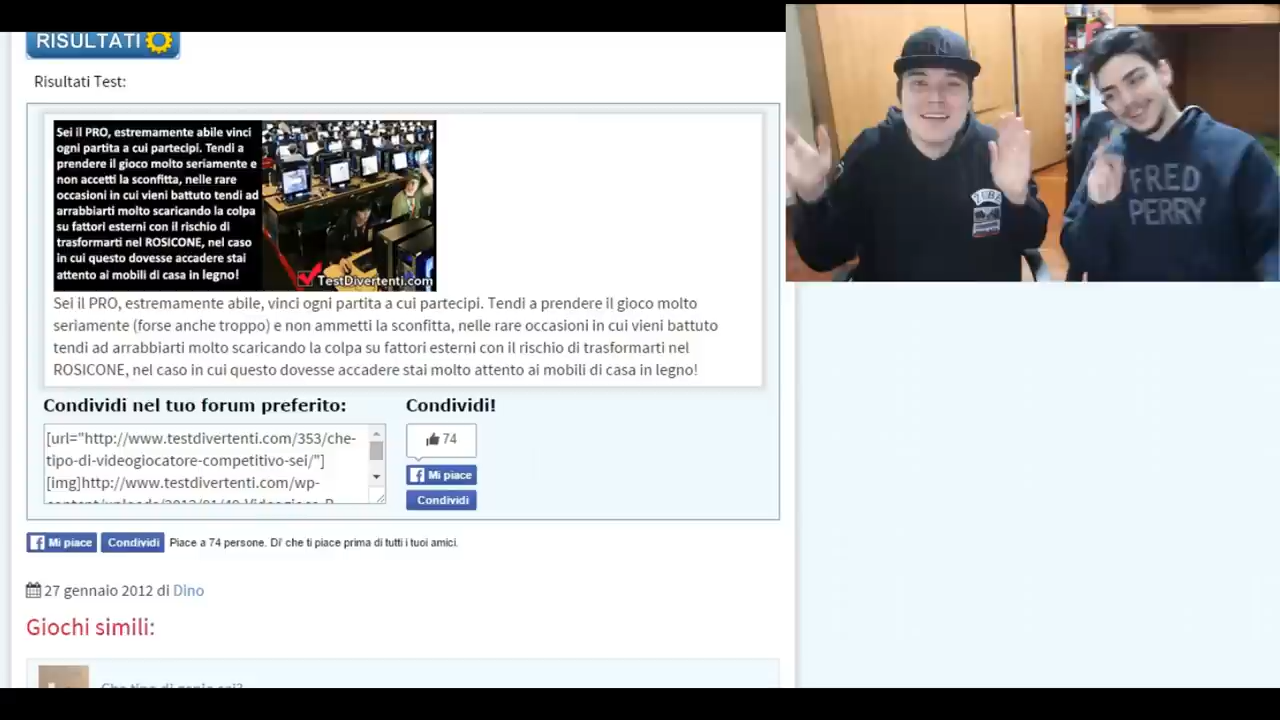 RISULTATI
Risultati Test:
Sei il PRO, estremamente abile vinci
ogni partita a cui partecipi. Tendi a
prendere il gioco molto seriamente e
non accetti la sconfitta, nelle rare
occasioni in cui vieni battuto tendi ad
arrabbiarti molto scaricando la colpa
su fattori esterni con il rischio di
trasformarti nel ROSICONE, nel caso
in cui questo dovesse accadere stai
attento ai mobili di casa in legno!
TestDivertenti.com
Sei il PRO, estremamente abile, vinci ogni partita a cui partecipi. Tendi a prendere il gioco molto
seriamente (forse anche troppo) e non ammetti la sconfitta, nelle rare occasioni in cui vieni battuto
tendi ad arrabbiarti molto scaricando la colpa su fattori esterni con il rischio di trasformarti nel
ROSICONE, nel caso in cui questo dovesse accadere stai molto attento ai mobili di casa in legno!
Condividi nel tuo forum preferito:
[url="http://www.testdivertenti.com/353/che-
tipo-di-videogiocatore-competitivo-sei/"]
[img]http://www.testdivertenti.com/wp-
Condividi!
74
Mi piace
Condividi
Mi piace Condividi Piace a 74 persone. Di' che ti piace prima di tutti i tuoi amici.
27 gennaio 2012 di Dino
Giochi simili:
FRED
PERRY